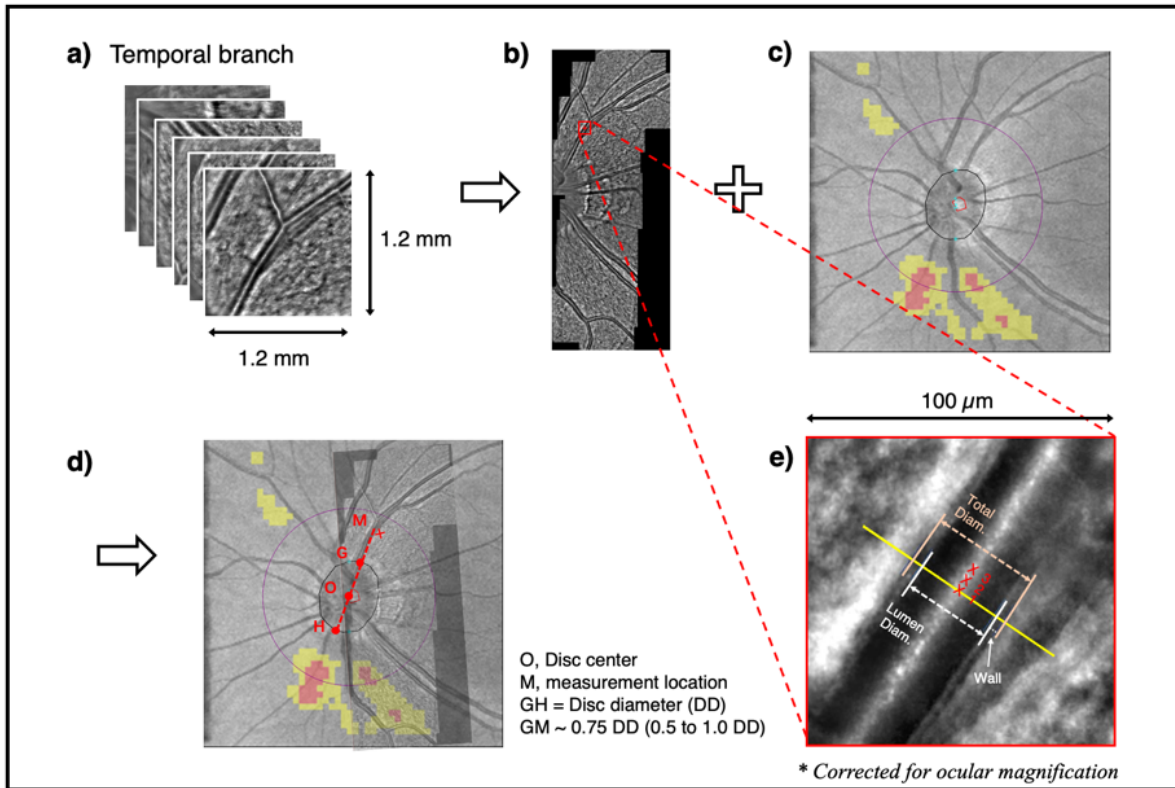 a) Temporal branch
1.2 mm
1.2 mm
b)
c)
d)
M
G
O
H
O, Disc center
M, measurement location
GH = Disc diameter (DD)
GM ~ 0.75 DD (0.5 to 1.0 DD)
100 µm
e)
Total
Diam.
Lumen
Diam.
Wall
* Corrected for ocular magnification